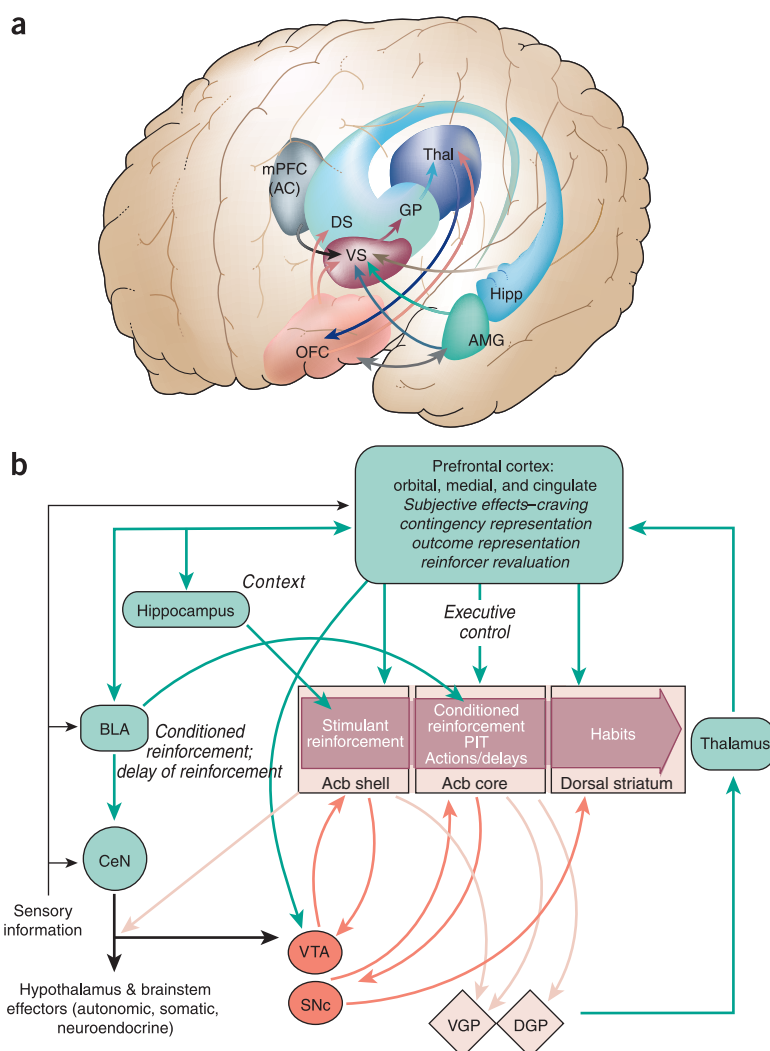 a
mPFC
(AC)
Thal
DS
GP
VS
Hipp
OFC
AMG
b
Prefrontal cortex:
orbital, medial, and cingulate
Subjective effects–craving
contingency representation
outcome representation
reinforcer revaluation
Context
Hippocampus
Executive
control
BLA
Conditioned
reinforcement;
delay of reinforcement
Stimulant
reinforcement
Conditioned
reinforcement
PIT
Actions/delays
Habits
Thalamus
Acb shell
Acb core
Dorsal striatum
CeN
Sensory
information
VTA
SNc
Hypothalamus & brainstem
effectors (autonomic, somatic,
neuroendocrine)
VGP
DGP